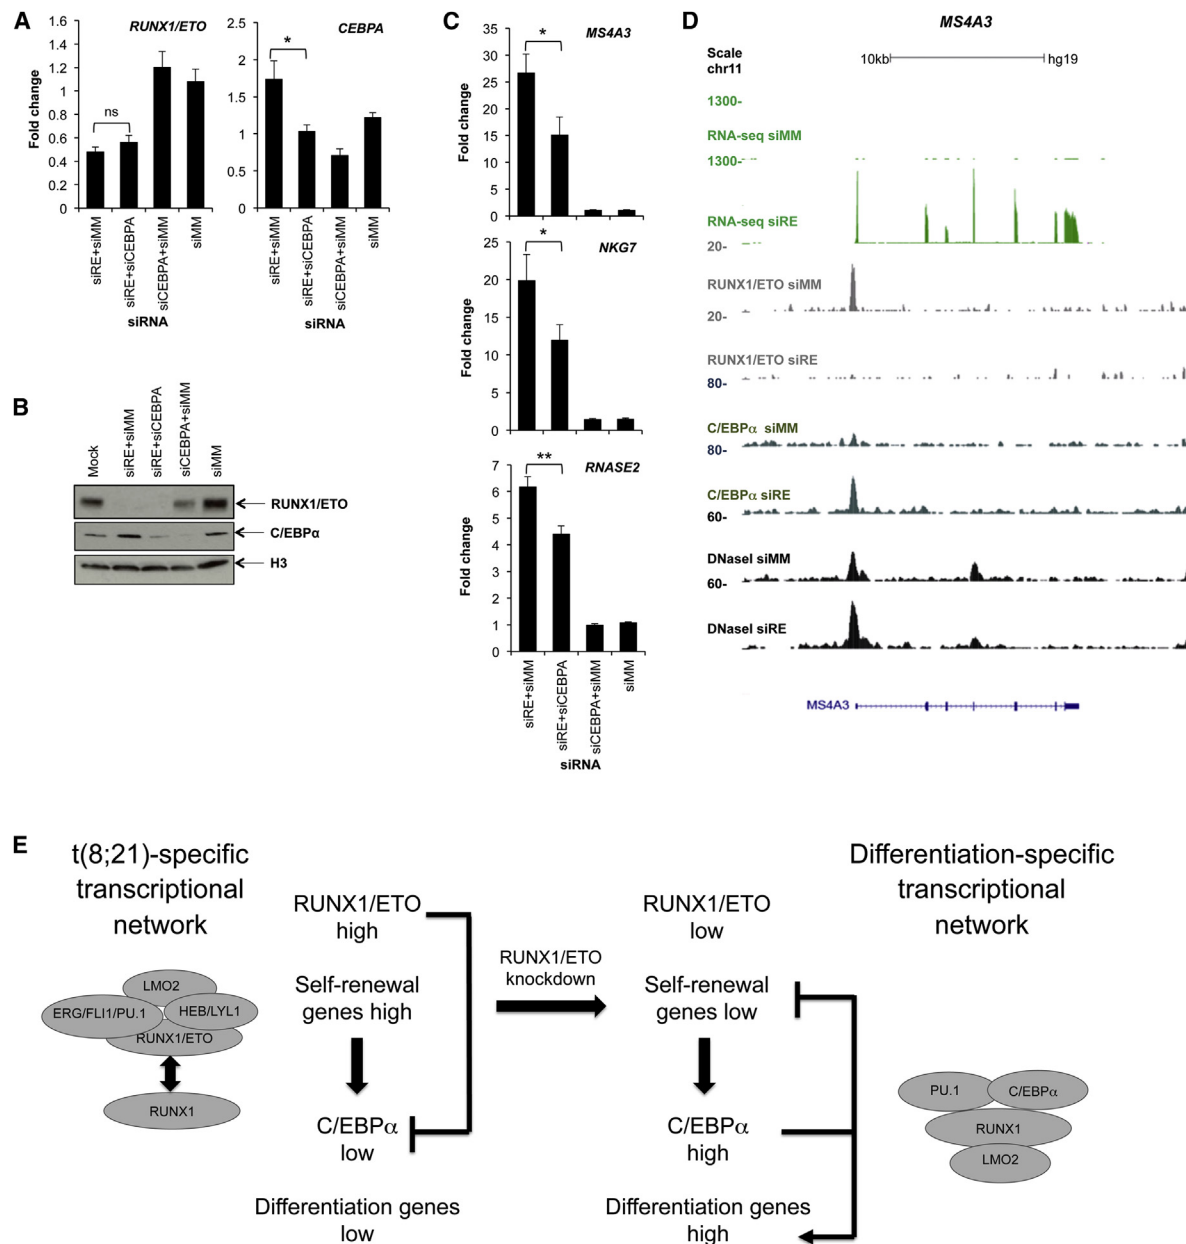 A
RUNX1/ETO
Fold change
1.6
1.4
1.2
1
0.8
0.6
0.4
0.2
0
ns
siRE+siMM
siRE+siCEBPA
siCEBPA+siMM
siMM
siRNA
CEBPA
2.5
2
1.5
1
0.5
0
*
siRE+siMM
siRE+siCEBPA
siCEBPA+siMM
siMM
siRNA
B
Mock
siRE+siMM
siRE+siCEBPA
siCEBPA+siMM
siMM
RUNX1/ETO
C/EBPα
H3
C
MS4A3
Fold change
35
30
25
20
15
10
5
0
*
NKG7
Fold change
25
20
15
10
5
0
*
RNASE2
Fold change
7
6
5
4
3
2
1
0
**
siRE+siMM
siRE+siCEBPA
siCEBPA+siMM
siMM
siRNA
D
MS4A3
Scale
chr11
10kb
hg19
1300-
RNA-seq siMM
1300-
RNA-seq siRE
20-
RUNX1/ETO siMM
20-
RUNX1/ETO siRE
80-
C/EBPα siMM
80-
C/EBPα siRE
60-
DNaseI siMM
60-
DNaseI siRE
MS4A3
E
t(8;21)-specific
transcriptional
network
LMO2
ERG/FLI1/PU.1
HEB/LYL1
RUNX1/ETO
RUNX1
RUNX1/ETO
high
Self-renewal
genes high
C/EBPα
low
Differentiation genes
low
RUNX1/ETO
knockdown
RUNX1/ETO
low
Self-renewal
genes low
C/EBPα
high
Differentiation genes
high
Differentiation-specific
transcriptional
network
PU.1
C/EBPα
RUNX1
LMO2